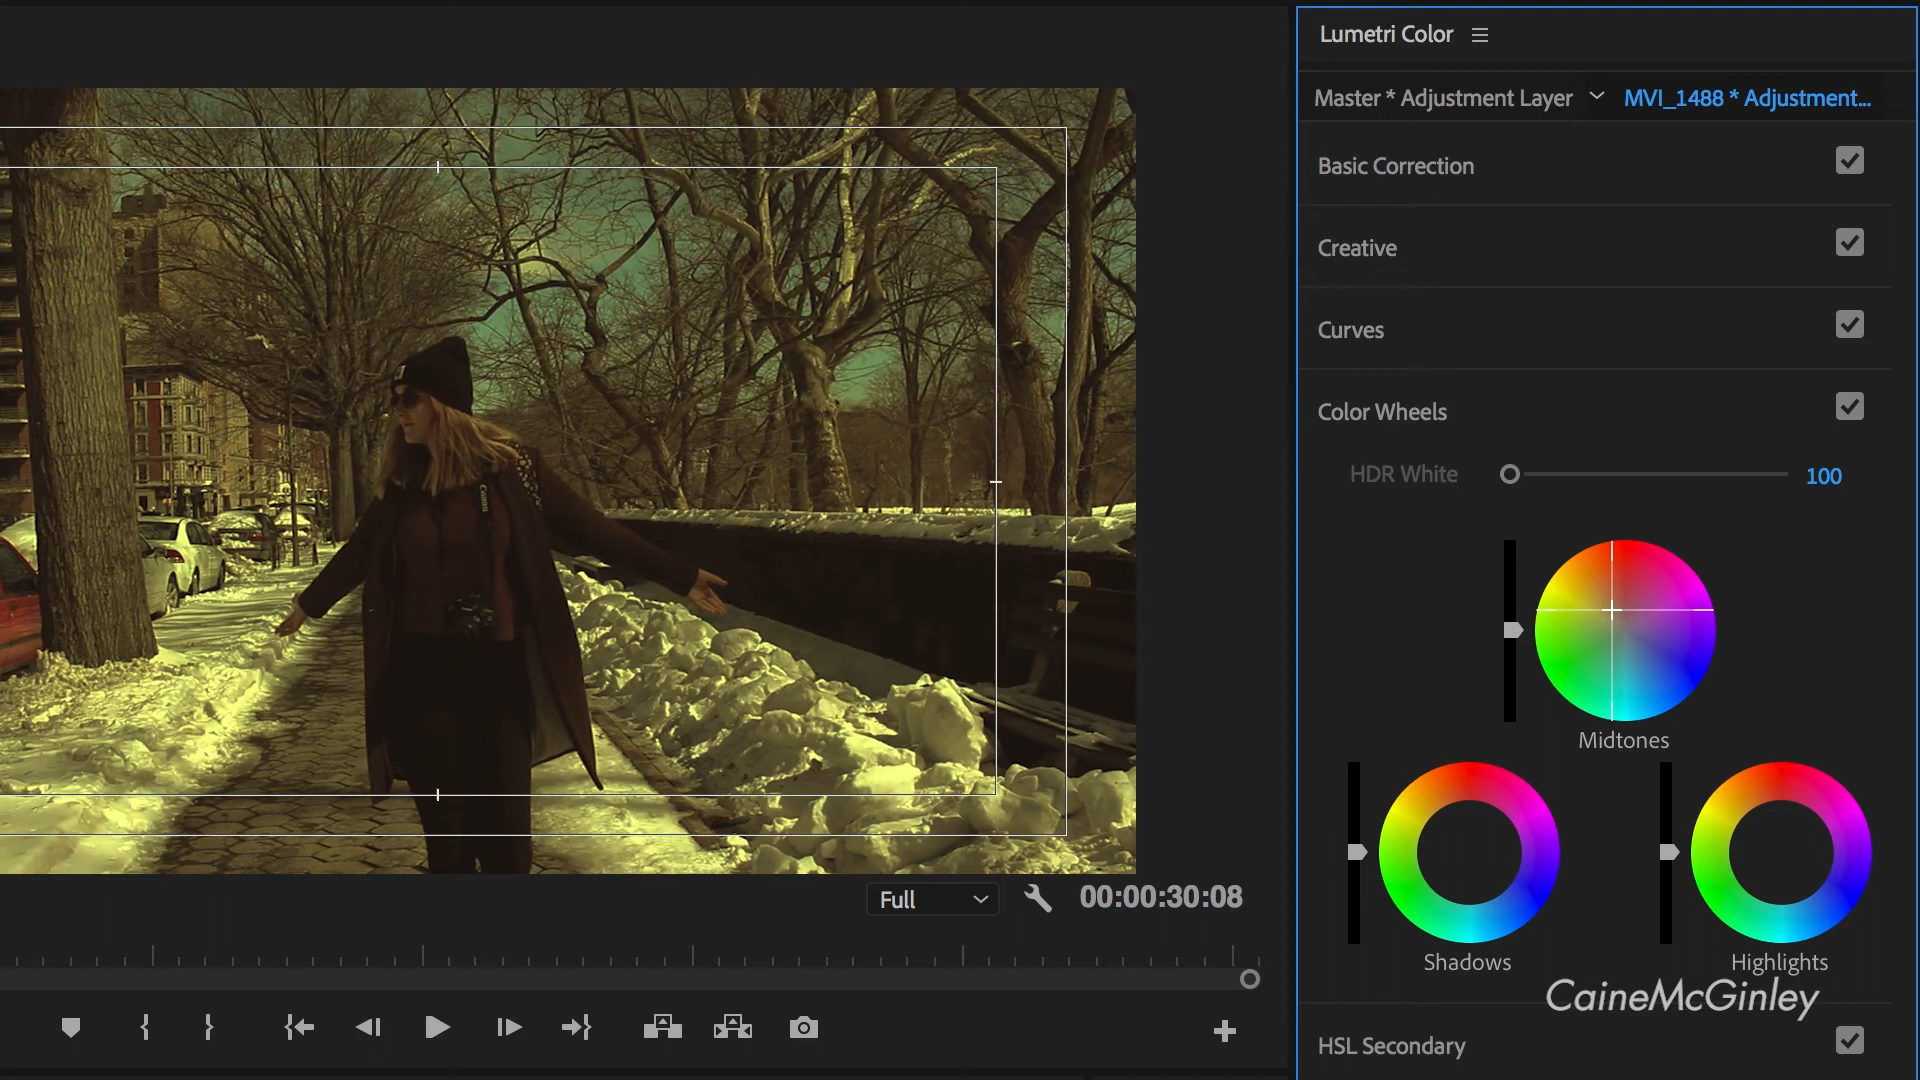 Lumetri Color
Master * Adjustment Layer
MVI_1488 * Adjustment...
Basic Correction
Creative
Curves
Color Wheels
HDR White
100
Midtones
Shadows
Highlights
CaineMcGinley
HSL Secondary
Canon
Full
00:00:30:08